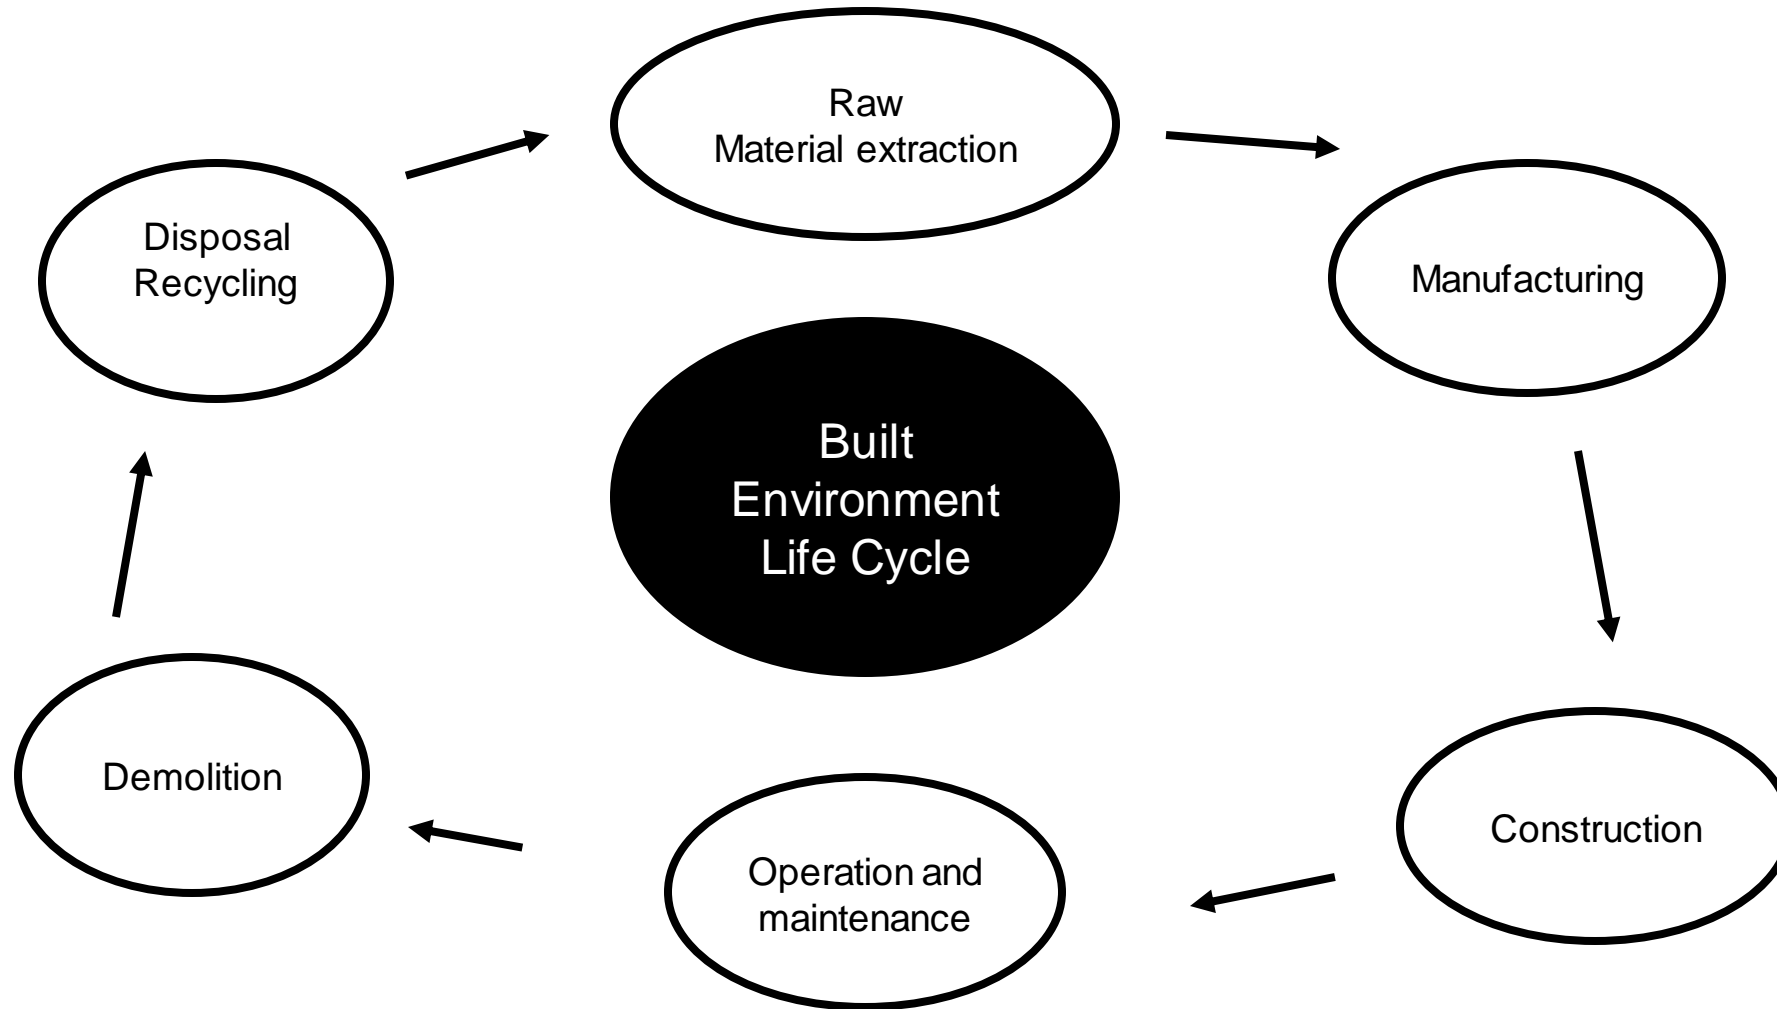 Raw
Material extraction
Disposal
Recycling
Manufacturing
Built
Environment
Life Cycle
Demolition
Construction
Operation and
maintenance